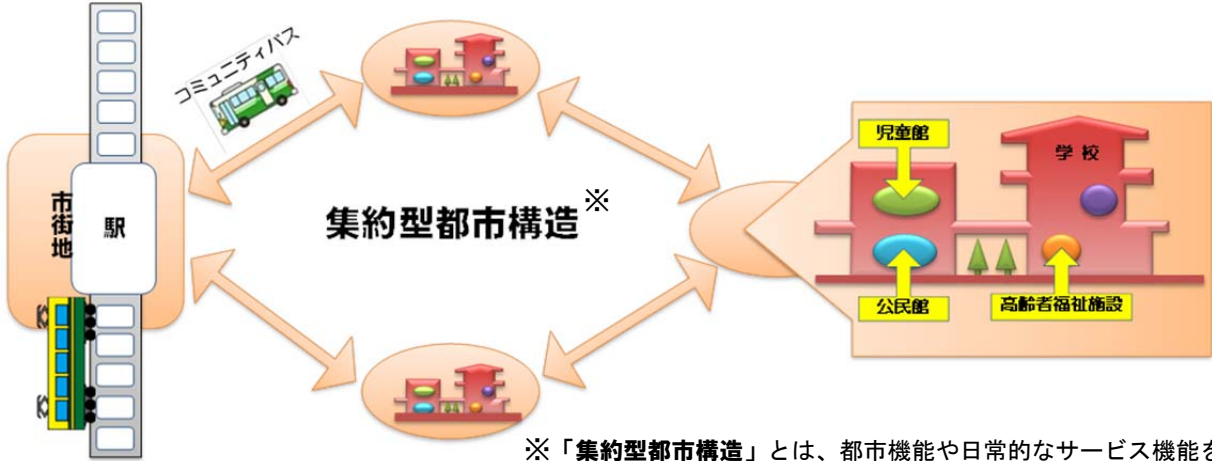 コミュニティバス
市街地
駅
集約型都市構造※
児童館
学校
公民館
高齢者福祉施設
※「集約型都市構造」とは、都市機能や日常的なサービス機能を